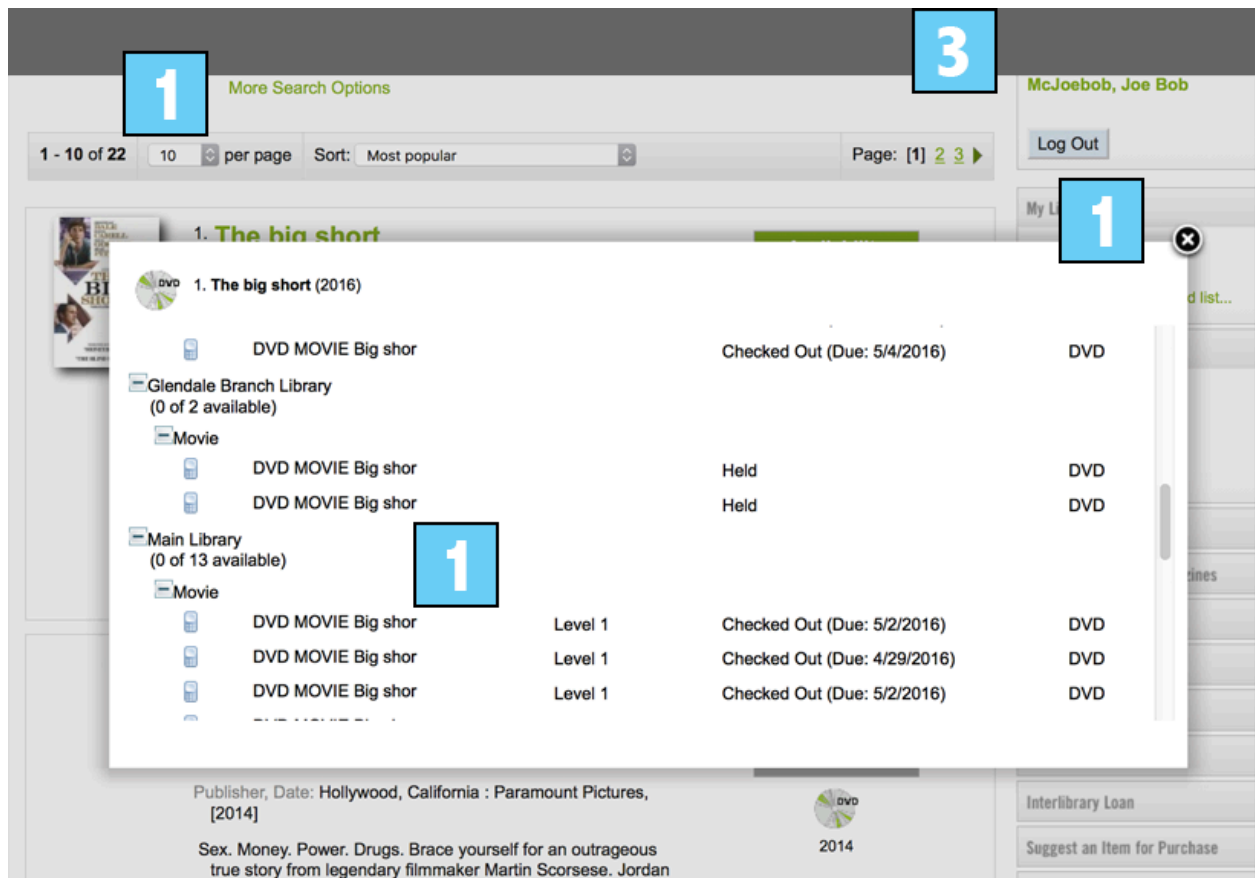 3
1
More Search Options
McJoebob, Joe Bob
1 - 10 of 22 10 per page Sort: Most popular Page: [1] 2 3
Log Out
My
1
1. The big short
DVD 1. The big short (2016)
d list...
DVD MOVIE Big shor Checked Out (Due: 5/4/2016) DVD
Glendale Branch Library
(0 of 2 available)
Movie
DVD MOVIE Big shor Held DVD
DVD MOVIE Big shor Held DVD
Main Library
(0 of 13 available)
1
Movie
zines
DVD MOVIE Big shor Level 1 Checked Out (Due: 5/2/2016) DVD
DVD MOVIE Big shor Level 1 Checked Out (Due: 4/29/2016) DVD
DVD MOVIE Big shor Level 1 Checked Out (Due: 5/2/2016) DVD
Publisher, Date: Hollywood, California : Paramount Pictures,
[2014]
DVD
2014
Interlibrary Loan
Sex. Money. Power. Drugs. Brace yourself for an outrageous
true story from legendary filmmaker Martin Scorsese. Jordan
Suggest an Item for Purchase